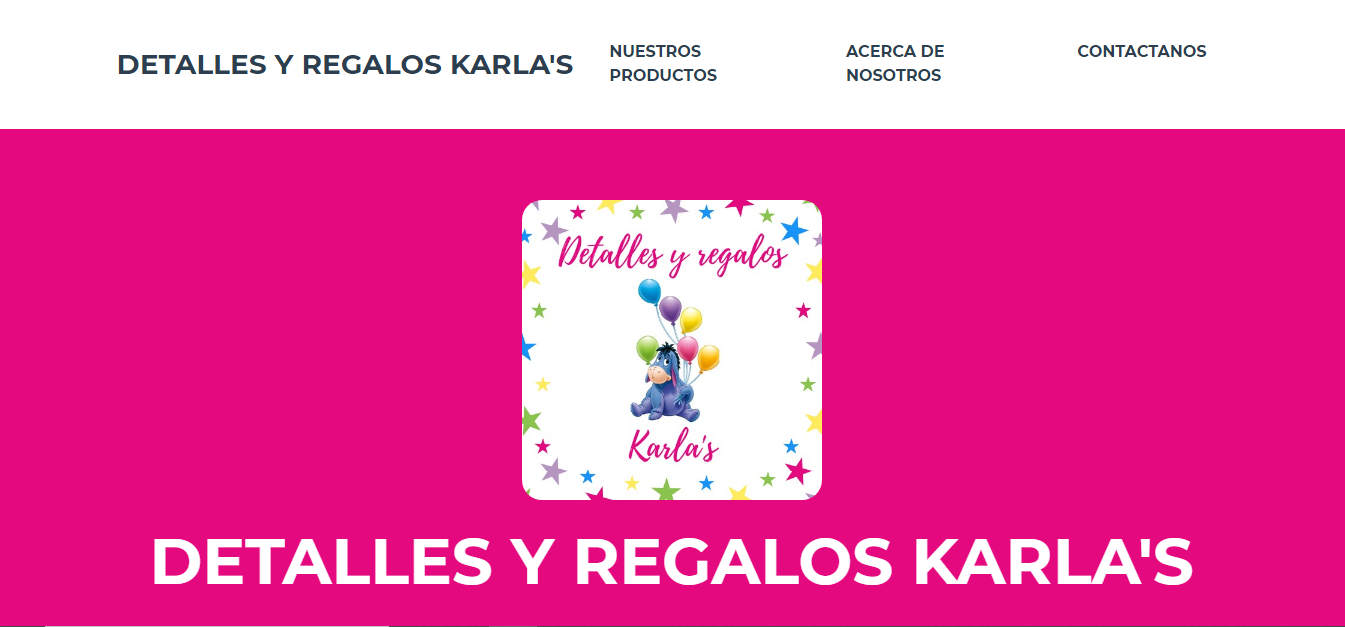 DETALLES Y REGALOS KARLA'S
NUESTROS
PRODUCTOS
ACERCA DE
NOSOTROS
CONTACTANOS
Detalles y regalos
Karla's
DETALLES Y REGALOS KARLA'S